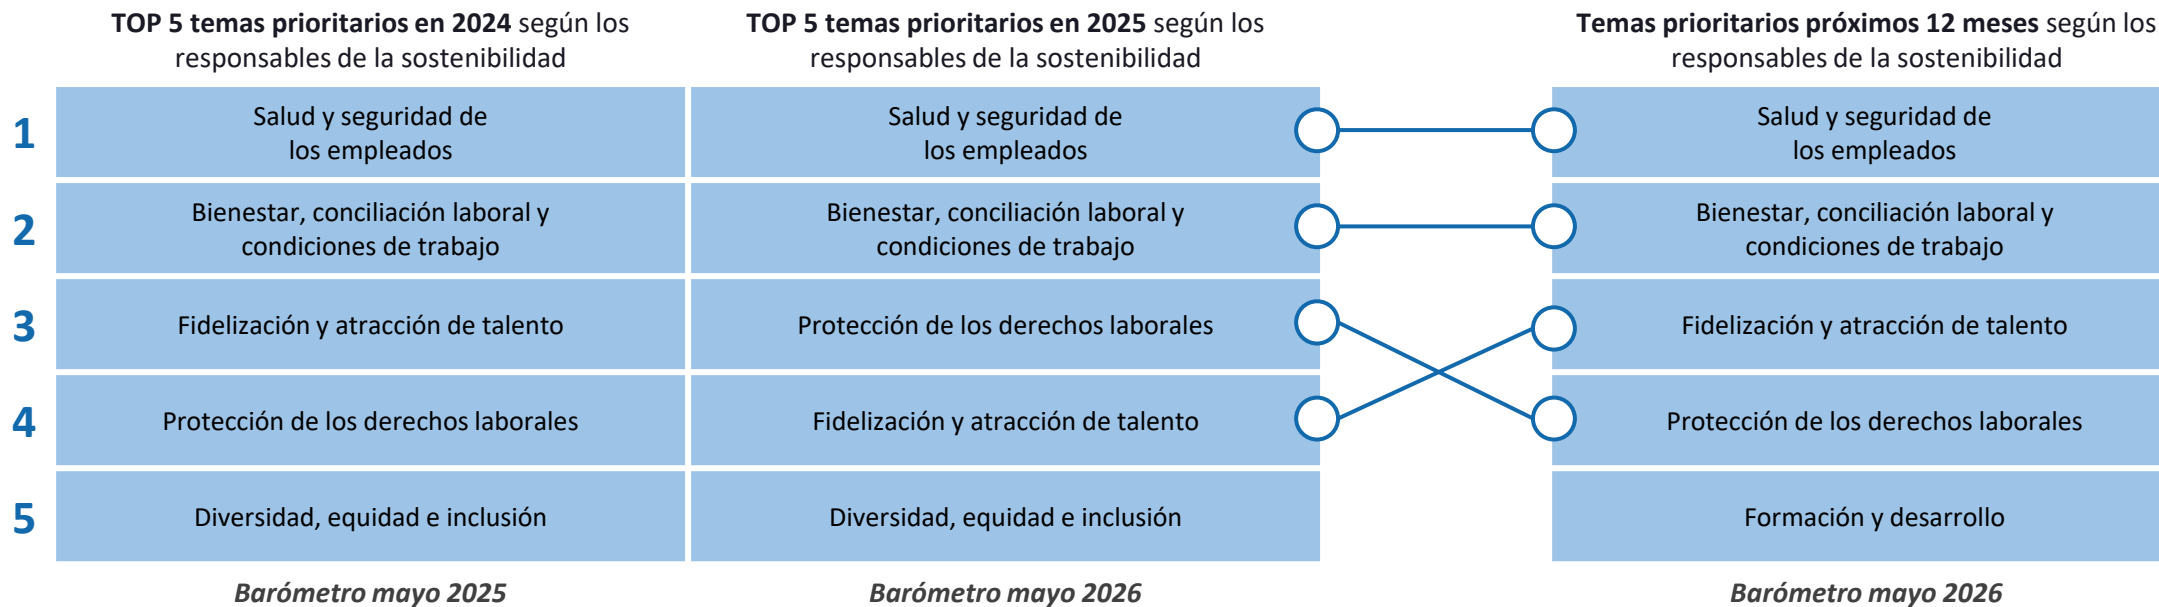 TOP 5 temas prioritarios en 2024 según los
responsables de la sostenibilidad
TOP 5 temas prioritarios en 2025 según los
responsables de la sostenibilidad
Temas prioritarios próximos 12 meses según los
responsables de la sostenibilidad
1
Salud y seguridad de
los empleados
Salud y seguridad de
los empleados
Salud y seguridad de
los empleados
2
Bienestar, conciliación laboral y
condiciones de trabajo
Bienestar, conciliación laboral y
condiciones de trabajo
Bienestar, conciliación laboral y
condiciones de trabajo
3
Fidelización y atracción de talento
Protección de los derechos laborales
Fidelización y atracción de talento
4
Protección de los derechos laborales
Fidelización y atracción de talento
Protección de los derechos laborales
5
Diversidad, equidad e inclusión
Diversidad, equidad e inclusión
Formación y desarrollo
Barómetro mayo 2025
Barómetro mayo 2026
Barómetro mayo 2026